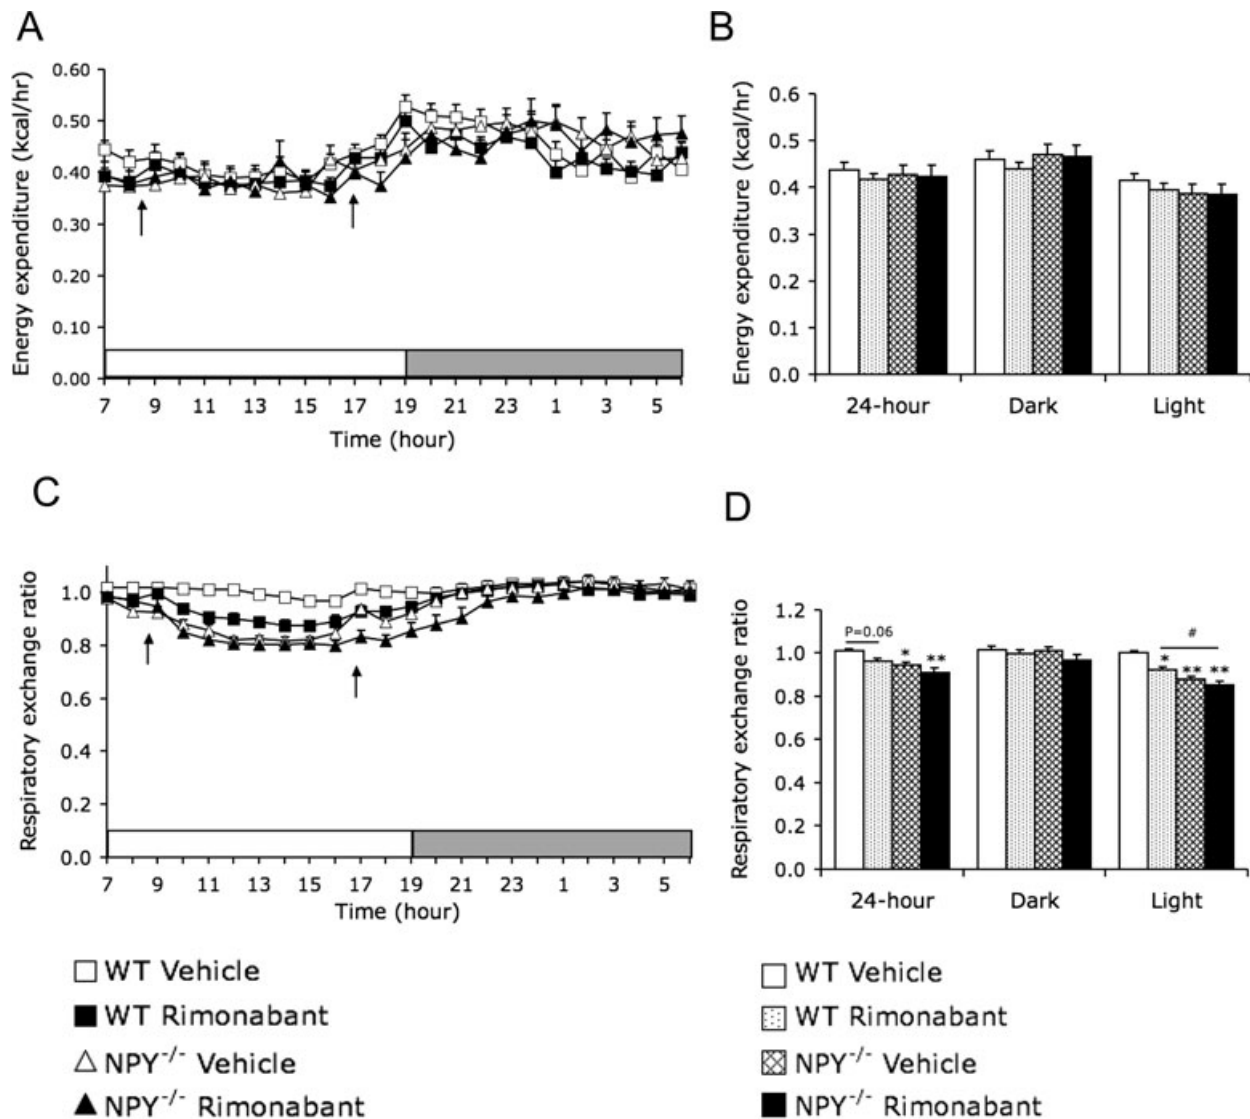 A
Energy expenditure (kcal/hr)
0.60
0.50
0.40
0.30
0.20
0.10
0.00
7 9 11 13 15 17 19 21 23 1 3 5
Time (hour)
B
Energy expenditure (kcal/hr)
0.6
0.5
0.4
0.3
0.2
0.1
0.0
24-hour Dark Light
C
Respiratory exchange ratio
1.0
0.8
0.6
0.4
0.2
0.0
7 9 11 13 15 17 19 21 23 1 3 5
Time (hour)
D
Respiratory exchange ratio
1.2
1.0
0.8
0.6
0.4
0.2
0.0
P=0.06
* **
#
* ** **
24-hour Dark Light
WT Vehicle
WT Rimonabant
NPY-/- Vehicle
NPY-/- Rimonabant
WT Vehicle
WT Rimonabant
NPY-/- Vehicle
NPY-/- Rimonabant